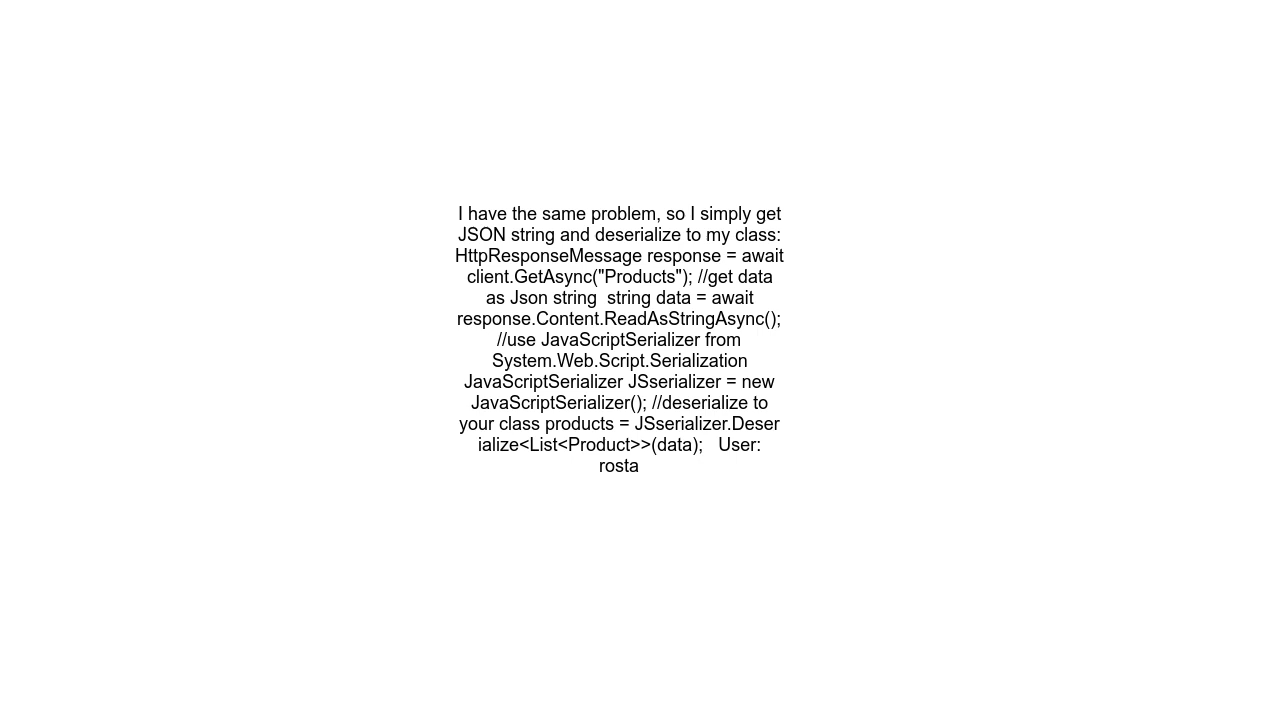 I have the same problem, so I simply get
JSON string and deserialize to my class:
HttpResponseMessage response = await
client.GetAsync("Products"); //get data
as Json string  string data = await
response.Content.ReadAsStringAsync();
//use JavaScriptSerializer from
System.Web.Script.Serialization
JavaScriptSerializer JSserializer = new
JavaScriptSerializer(); //deserialize to
your class products = JSserializer.Deser
ialize<List<Product>>(data);   User:
rosta